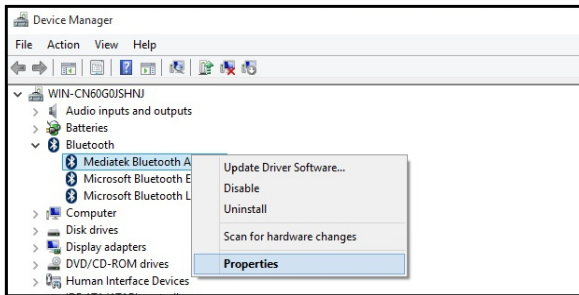 Device Manager
File Action View Help
WIN-CN60G0JSHNJ
Audio inputs and outputs
Batteries
Bluetooth
Mediatek Bluetooth A
Microsoft Bluetooth E
Microsoft Bluetooth L
Computer
Disk drives
Display adapters
DVD/CD-ROM drives
Human Interface Devices
Update Driver Software...
Disable
Uninstall
Scan for hardware changes
Properties